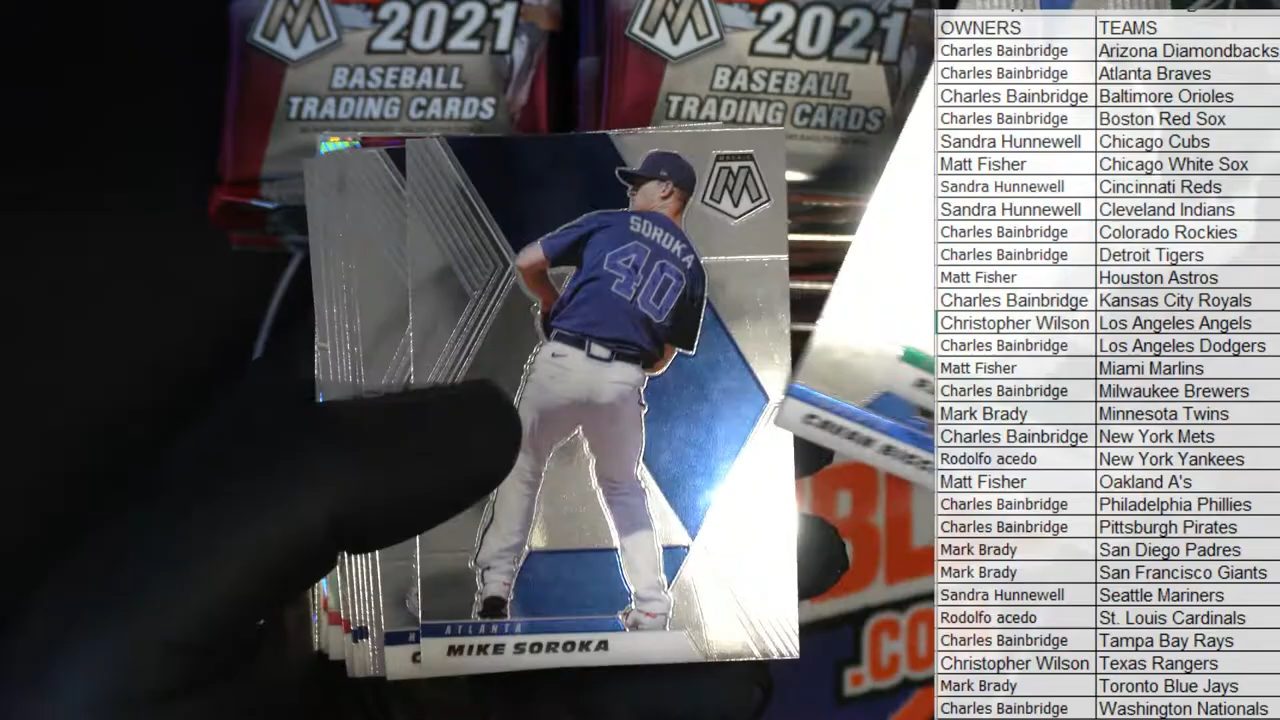 2021
BASEBALL
TRADING CARDS
2021
BASEBALL
TRADING CARDS
MOSAIC
SOROKA
40
ATLANTA
MIKE SOROKA
BL
.CO
OWNERS TEAMS
Charles Bainbridge Arizona Diamondbacks
Charles Bainbridge Atlanta Braves
Charles Bainbridge Baltimore Orioles
Charles Bainbridge Boston Red Sox
Sandra Hunnewell Chicago Cubs
Matt Fisher Chicago White Sox
Sandra Hunnewell Cincinnati Reds
Sandra Hunnewell Cleveland Indians
Charles Bainbridge Colorado Rockies
Charles Bainbridge Detroit Tigers
Matt Fisher Houston Astros
Charles Bainbridge Kansas City Royals
Christopher Wilson Los Angeles Angels
Charles Bainbridge Los Angeles Dodgers
Matt Fisher Miami Marlins
Charles Bainbridge Milwaukee Brewers
Mark Brady Minnesota Twins
Charles Bainbridge New York Mets
Rodolfo acedo New York Yankees
Matt Fisher Oakland A's
Charles Bainbridge Philadelphia Phillies
Charles Bainbridge Pittsburgh Pirates
Mark Brady San Diego Padres
Mark Brady San Francisco Giants
Sandra Hunnewell Seattle Mariners
Rodolfo acedo St. Louis Cardinals
Charles Bainbridge Tampa Bay Rays
Christopher Wilson Texas Rangers
Mark Brady Toronto Blue Jays
Charles Bainbridge Washington Nationals